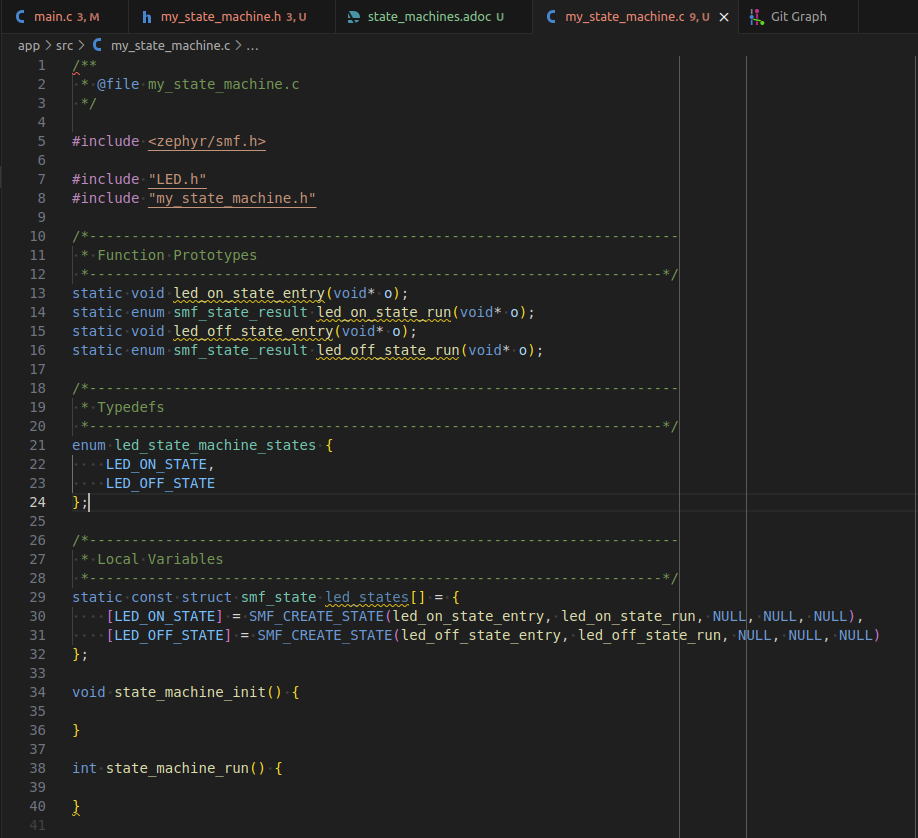 main.c 3, M my_state_machine.h 3, U state_machines.adoc U my_state_machine.c 9, U Git Graph
app > src > C my_state_machine.c > ...
1 /**
2  * @file my_state_machine.c
3  */
4
5 #include <zephyr/smf.h>
6
7 #include "LED.h"
8 #include "my_state_machine.h"
9
10 /*----------------------------------------------------------------------
11  * Function Prototypes
12  *--------------------------------------------------------------------*/
13 static void led_on_state_entry(void* o);
14 static enum smf_state_result led_on_state_run(void* o);
15 static void led_off_state_entry(void* o);
16 static enum smf_state_result led_off_state_run(void* o);
17
18 /*----------------------------------------------------------------------
19  * Typedefs
20  *--------------------------------------------------------------------*/
21 enum led_state_machine_states {
22     LED_ON_STATE,
23     LED_OFF_STATE
24 };
25
26 /*----------------------------------------------------------------------
27  * Local Variables
28  *--------------------------------------------------------------------*/
29 static const struct smf_state led_states[] = {
30     [LED_ON_STATE] = SMF_CREATE_STATE(led_on_state_entry, led_on_state_run, NULL, NULL, NULL),
31     [LED_OFF_STATE] = SMF_CREATE_STATE(led_off_state_entry, led_off_state_run, NULL, NULL, NULL)
32 };
33
34 void state_machine_init() {
35
36 }
37
38 int state_machine_run() {
39
40 }
41